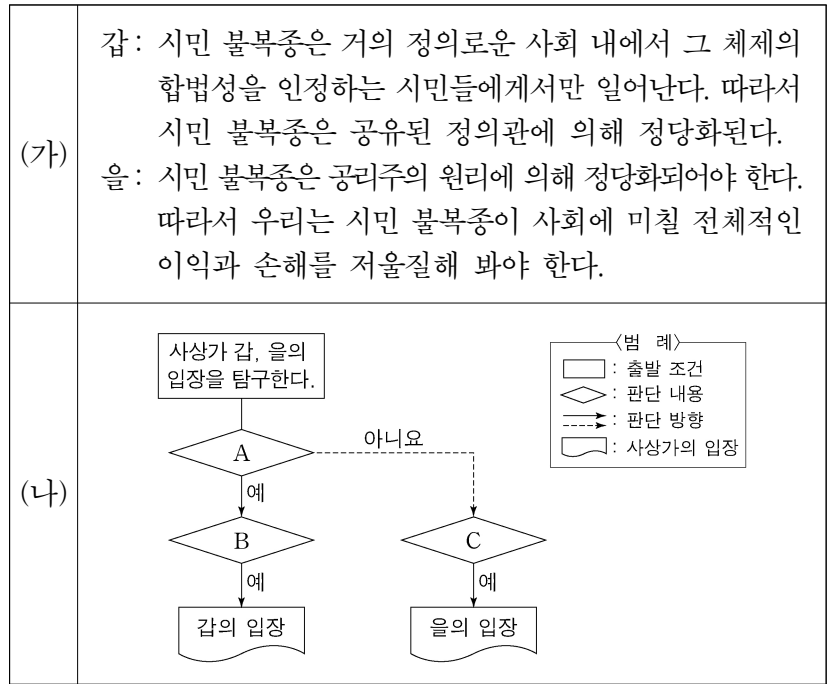 (가)
갑: 시민 불복종은 거의 정의로운 사회 내에서 그 체제의
합법성을 인정하는 시민들에게서만 일어난다. 따라서
시민 불복종은 공유된 정의관에 의해 정당화된다.
을: 시민 불복종은 공리주의 원리에 의해 정당화되어야 한다.
따라서 우리는 시민 불복종이 사회에 미칠 전체적인
이익과 손해를 저울질해 봐야 한다.
(나)
사상가 갑, 을의
입장을 탐구한다.
A
아니요
예
B
C
예
예
갑의 입장
을의 입장
〈범 례〉
: 출발 조건
: 판단 내용
: 판단 방향
: 사상가의 입장